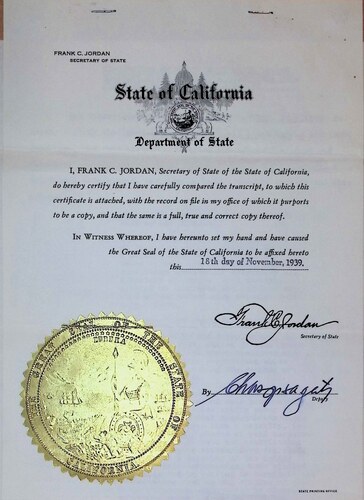 FRANK C. JORDAN
SECRETARY OF STATE
State of California
Department of State
I, FRANK C. JORDAN, Secretary of State of the State of California,
do hereby certify that I have carefully compared the transcript, to which this
certificate is attached, with the record on file in my office of which it purports
to be a copy, and that the same is a full, true and correct copy thereof.
IN WITNESS WHEREOF, I have hereunto set my hand and have caused
the Great Seal of the State of California to be affixed hereto
this 18th day of November, 1939.
Frank C. Jordan
Secretary of State
THE GREAT SEAL OF THE STATE OF CALIFORNIA
EUREKA
By
Deputy
STATE PRINTING OFFICE